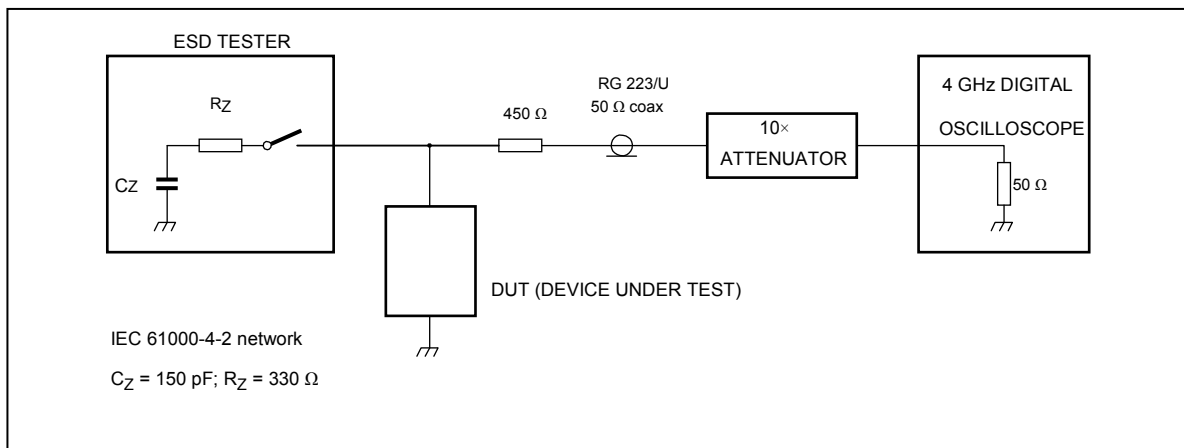 ESD TESTER
RZ
CZ
450 Ω
RG 223/U
50 Ω coax
10×
ATTENUATOR
4 GHz DIGITAL
OSCILLOSCOPE
50 Ω
DUT (DEVICE UNDER TEST)
IEC 61000-4-2 network
CZ = 150 pF; RZ = 330 Ω